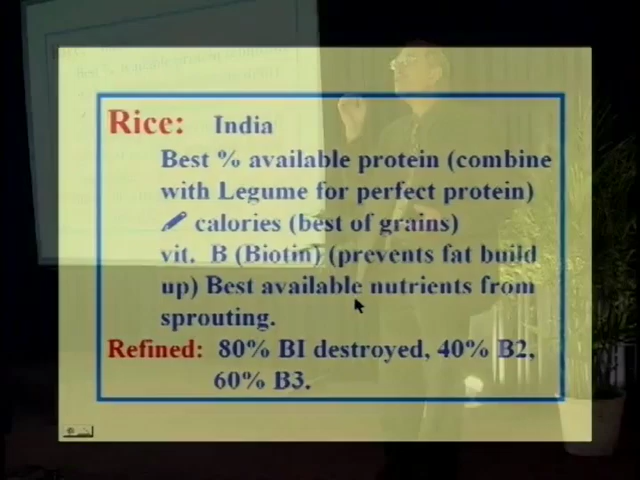 Rice: India
Best % available protein (combine
with Legume for perfect protein)
calories (best of grains)
vit. B (Biotin) (prevents fat build
up) Best available nutrients from
sprouting.
Refined: 80% BI destroyed, 40% B2,
60% B3.